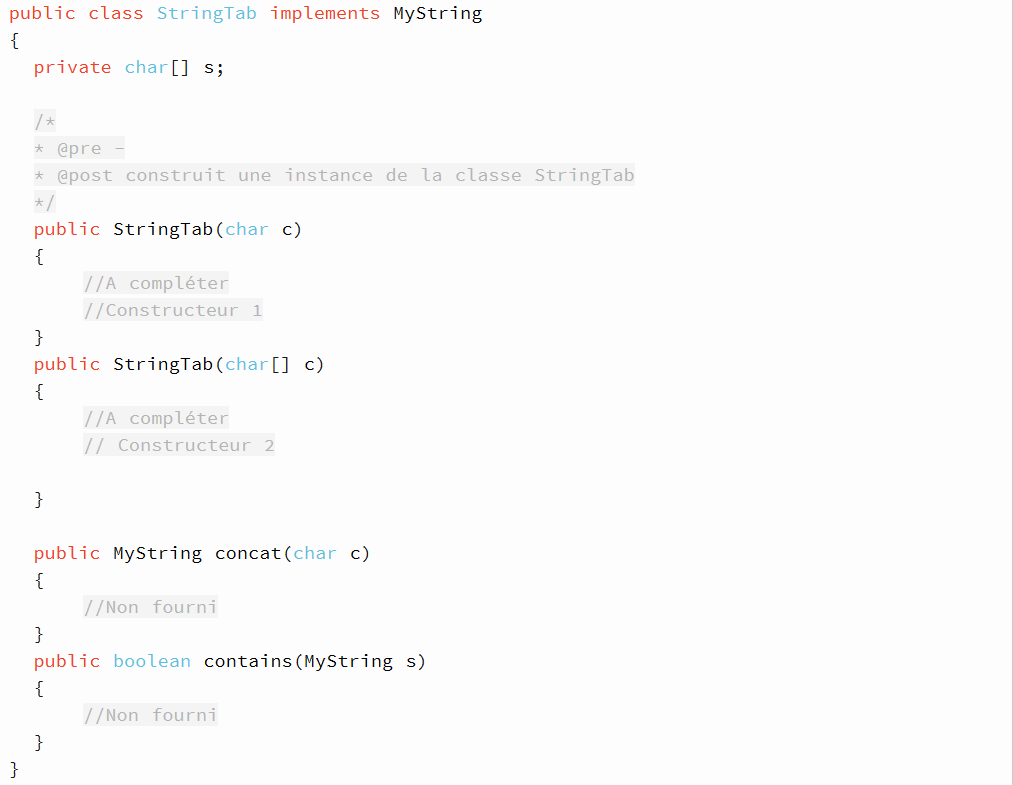 public class StringTab implements MyString
{
private char[] s;
/*
* @pre -
* @post construit une instance de la classe StringTab
*/
public StringTab(char c)
{
//A compléter
//Constructeur 1
}
public StringTab(char[] c)
{
//A compléter
// Constructeur 2
}
public MyString concat(char c)
{
//Non fourni
}
public boolean contains(MyString s)
{
//Non fourni
}
}